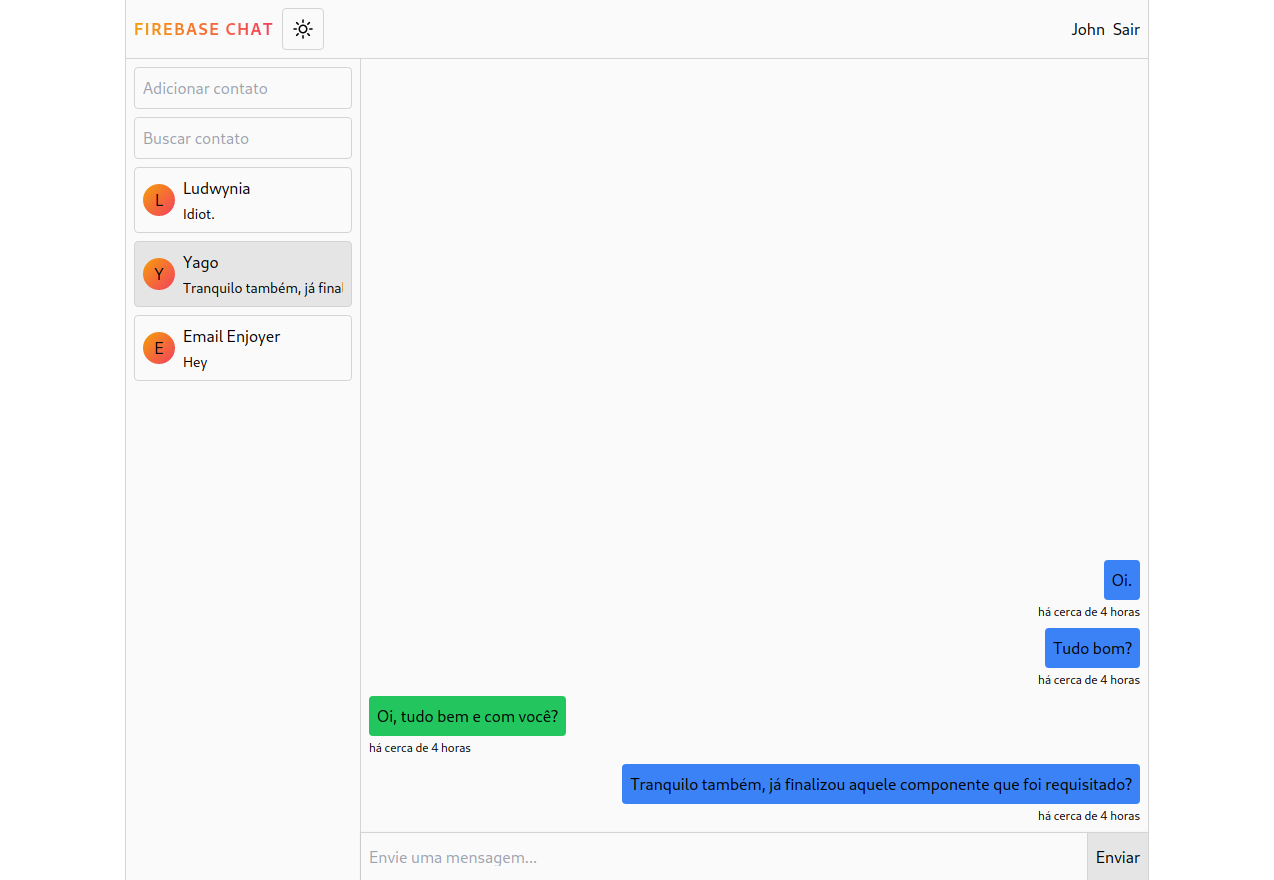 FIREBASE CHAT
John Sair
Adicionar contato
Buscar contato
L
Ludwynia
Idiot.
Y
Yago
Tranquilo também, já final
E
Email Enjoyer
Hey
Oi.
há cerca de 4 horas
Tudo bom?
há cerca de 4 horas
Oi, tudo bem e com você?
há cerca de 4 horas
Tranquilo também, já finalizou aquele componente que foi requisitado?
há cerca de 4 horas
Envie uma mensagem...
Enviar